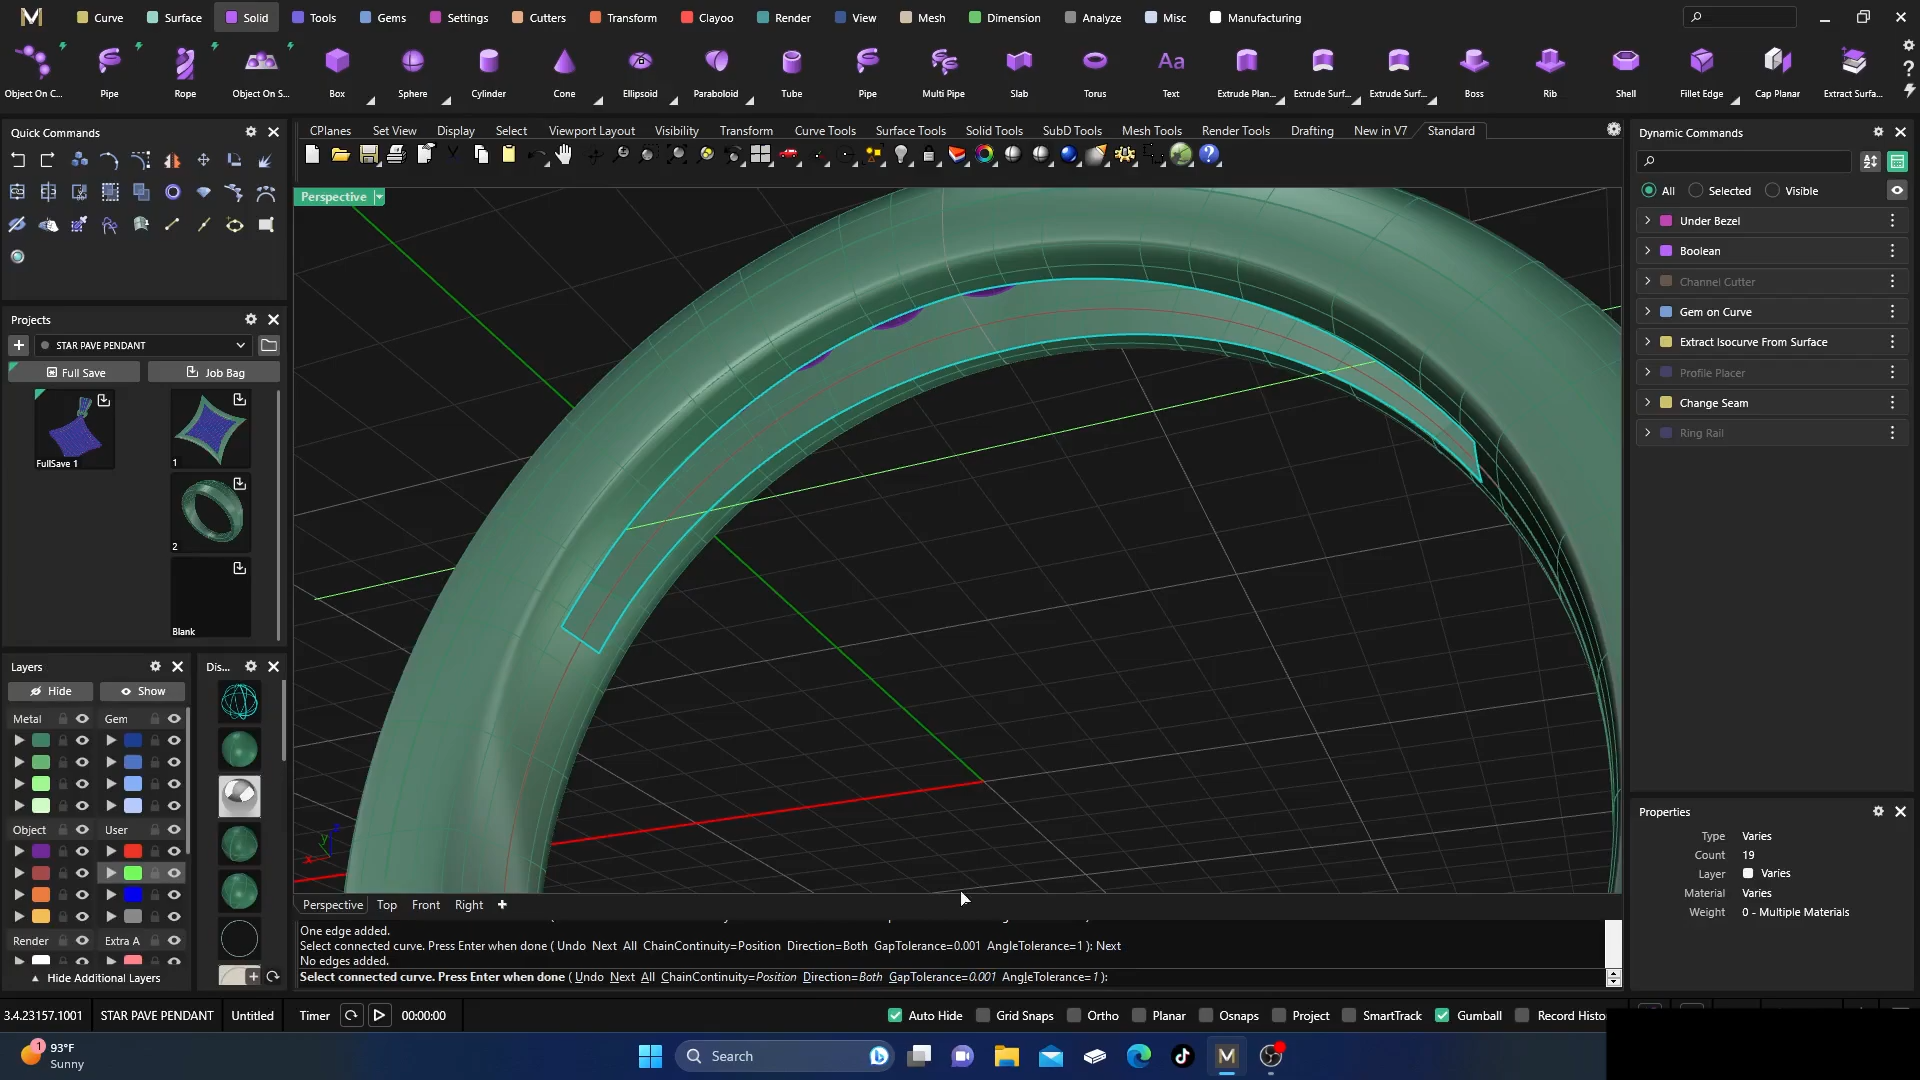 M Curve Surface Solid Tools Gems Settings Cutters Transform Clayoo Render View Mesh Dimension Analyze Misc Manufacturing
Object On C... Pipe Rope Object On S... Box Sphere Cylinder Cone Ellipsoid Paraboloid Tube Pipe Multi Pipe Slab Torus Text Extrude Plan... Extrude Surf... Extrude Surf... Boss Rib Shell Fillet Edge Cap Planar Extract Surfa...
Quick Commands
CPlanes Set View Display Select Viewport Layout Visibility Transform Curve Tools Surface Tools Solid Tools SubD Tools Mesh Tools Render Tools Drafting New in V7 Standard
Perspective
Projects
STAR PAVE PENDANT
Full Save Job Bag
FullSave 1
1
2
Blank
Layers
Hide Show
Metal Gem
Object User
Render Extra A
Hide Additional Layers
Dis...
Perspective Top Front Right
One edge added.
Select connected curve. Press Enter when done ( Undo Next All ChainContinuity=Position Direction=Both GapTolerance=0.001 AngleTolerance=1 ): Next
No edges added.
Select connected curve. Press Enter when done ( Undo Next All ChainContinuity=Position Direction=Both GapTolerance=0.001 AngleTolerance=1 ):
Dynamic Commands
All Selected Visible
Under Bezel
Boolean
Channel Cutter
Gem on Curve
Extract Isocurve From Surface
Profile Placer
Change Seam
Ring Rail
Properties
Type Varies
Count 19
Layer Varies
Material Varies
Weight 0 - Multiple Materials
3.4.23157.1001 STAR PAVE PENDANT Untitled Timer 00:00:00 Auto Hide Grid Snaps Ortho Planar Osnaps Project SmartTrack Gumball Record Histo
93°F
Sunny
Search